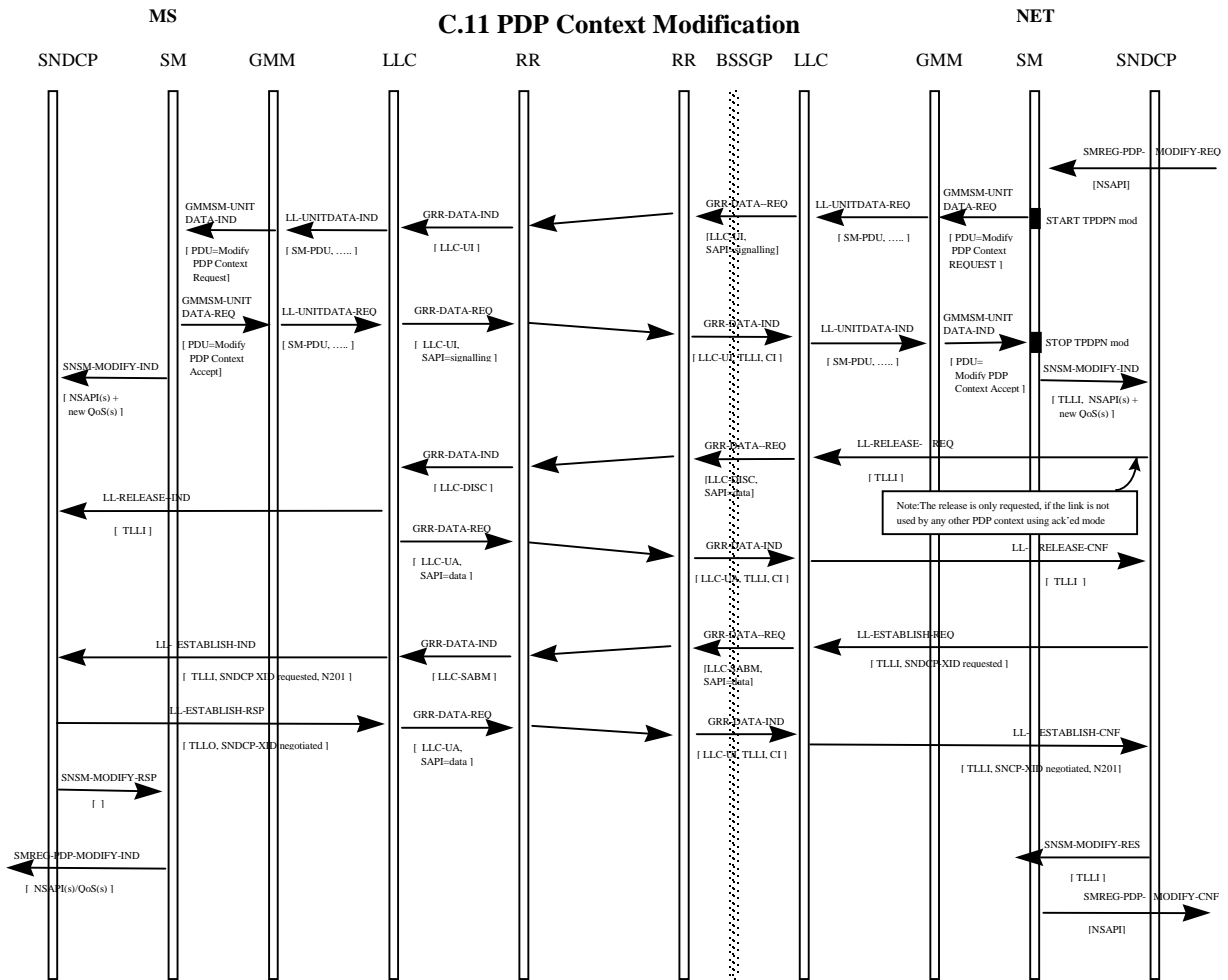 MS
C.11 PDP Context Modification
NET
SNDCP SM GMM LLC RR RR BSSGP LLC GMM SM SNDCP
SMREG-PDP- MODIFY-REQ
[NSAPI]
GMMSM-UNIT
DATA-IND
LL-UNITDATA-IND
GRR-DATA-IND
GRR-DATA--REQ
LL-UNITDATA-REQ
GMMSM-UNIT
DATA-REQ
START TPDPN mod
[ PDU=Modify
PDP Context
Request]
[ SM-PDU, ….. ]
[ LLC-UI ]
[LLC-UI,
SAPI=signalling]
[ SM-PDU, ….. ]
[ PDU=Modify
PDP Context
REQUEST ]
GMMSM-UNIT
DATA-REQ
LL-UNITDATA-REQ
GRR-DATA-REQ
GRR-DATA-IND
LL-UNITDATA-IND
GMMSM-UNIT
DATA-IND
STOP TPDPN mod
[PDU=Modify
PDP Context
Accept]
[ SM-PDU, ….. ]
[ LLC-UI,
SAPI=signalling ]
[ LLC-UI, TLLI, CI ]
[ SM-PDU, ….. ]
[ PDU=
Modify PDP
Context Accept ]
SNSM-MODIFY-IND
[ NSAPI(s) +
new QoS(s) ]
SNSM-MODIFY-IND
[ TLLI, NSAPI(s) +
new QoS(s) ]
GRR-DATA-IND
[ LLC-DISC ]
GRR-DATA--REQ
[LLC-DISC,
SAPI=data]
LL-RELEASE- REQ
[ TLLI ]
Note:The release is only requested, if the link is not
used by any other PDP context using ack'ed mode
LL-RELEASE--IND
[ TLLI ]
GRR-DATA-REQ
[ LLC-UA,
SAPI=data ]
GRR-DATA-IND
[ LLC-UA, TLLI, CI ]
LL- RELEASE-CNF
[ TLLI ]
LL- ESTABLISH-IND
[ TLLI, SNDCP XID requested, N201 ]
GRR-DATA-IND
[ LLC-SABM ]
GRR-DATA--REQ
[LLC-SABM,
SAPI=data]
LL-ESTABLISH-REQ
[ TLLI, SNDCP-XID requested ]
LL-ESTABLISH-RSP
[ TLLO, SNDCP-XID negotiated ]
GRR-DATA-REQ
[ LLC-UA,
SAPI=data ]
GRR-DATA-IND
[ LLC-UI, TLLI, CI ]
LL- ESTABLISH-CNF
[ TLLI, SNCP-XID negotiated, N201]
SNSM-MODIFY-RSP
[ ]
SMREG-PDP-MODIFY-IND
[ NSAPI(s)/QoS(s) ]
SNSM-MODIFY-RES
[ TLLI ]
SMREG-PDP- MODIFY-CNF
[NSAPI]